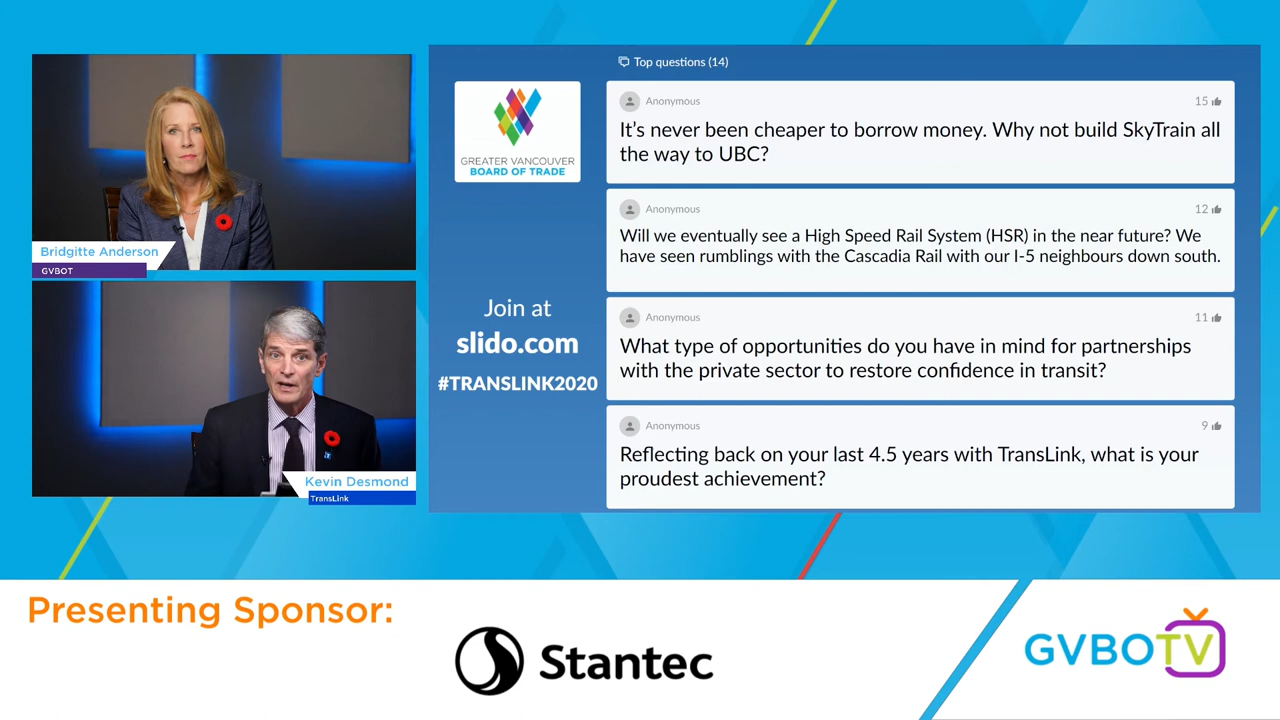 Bridgitte Anderson
GVBOT
Kevin Desmond
TransLink
GREATER VANCOUVER
BOARD OF TRADE
Join at
slido.com
#TRANSLINK2020
Top questions (14)
Anonymous
15
It's never been cheaper to borrow money. Why not build SkyTrain all
the way to UBC?
Anonymous
12
Will we eventually see a High Speed Rail System (HSR) in the near future? We
have seen rumblings with the Cascadia Rail with our I-5 neighbours down south.
Anonymous
11
What type of opportunities do you have in mind for partnerships
with the private sector to restore confidence in transit?
Anonymous
9
Reflecting back on your last 4.5 years with TransLink, what is your
proudest achievement?
Presenting Sponsor:
Stantec
GVBOTV